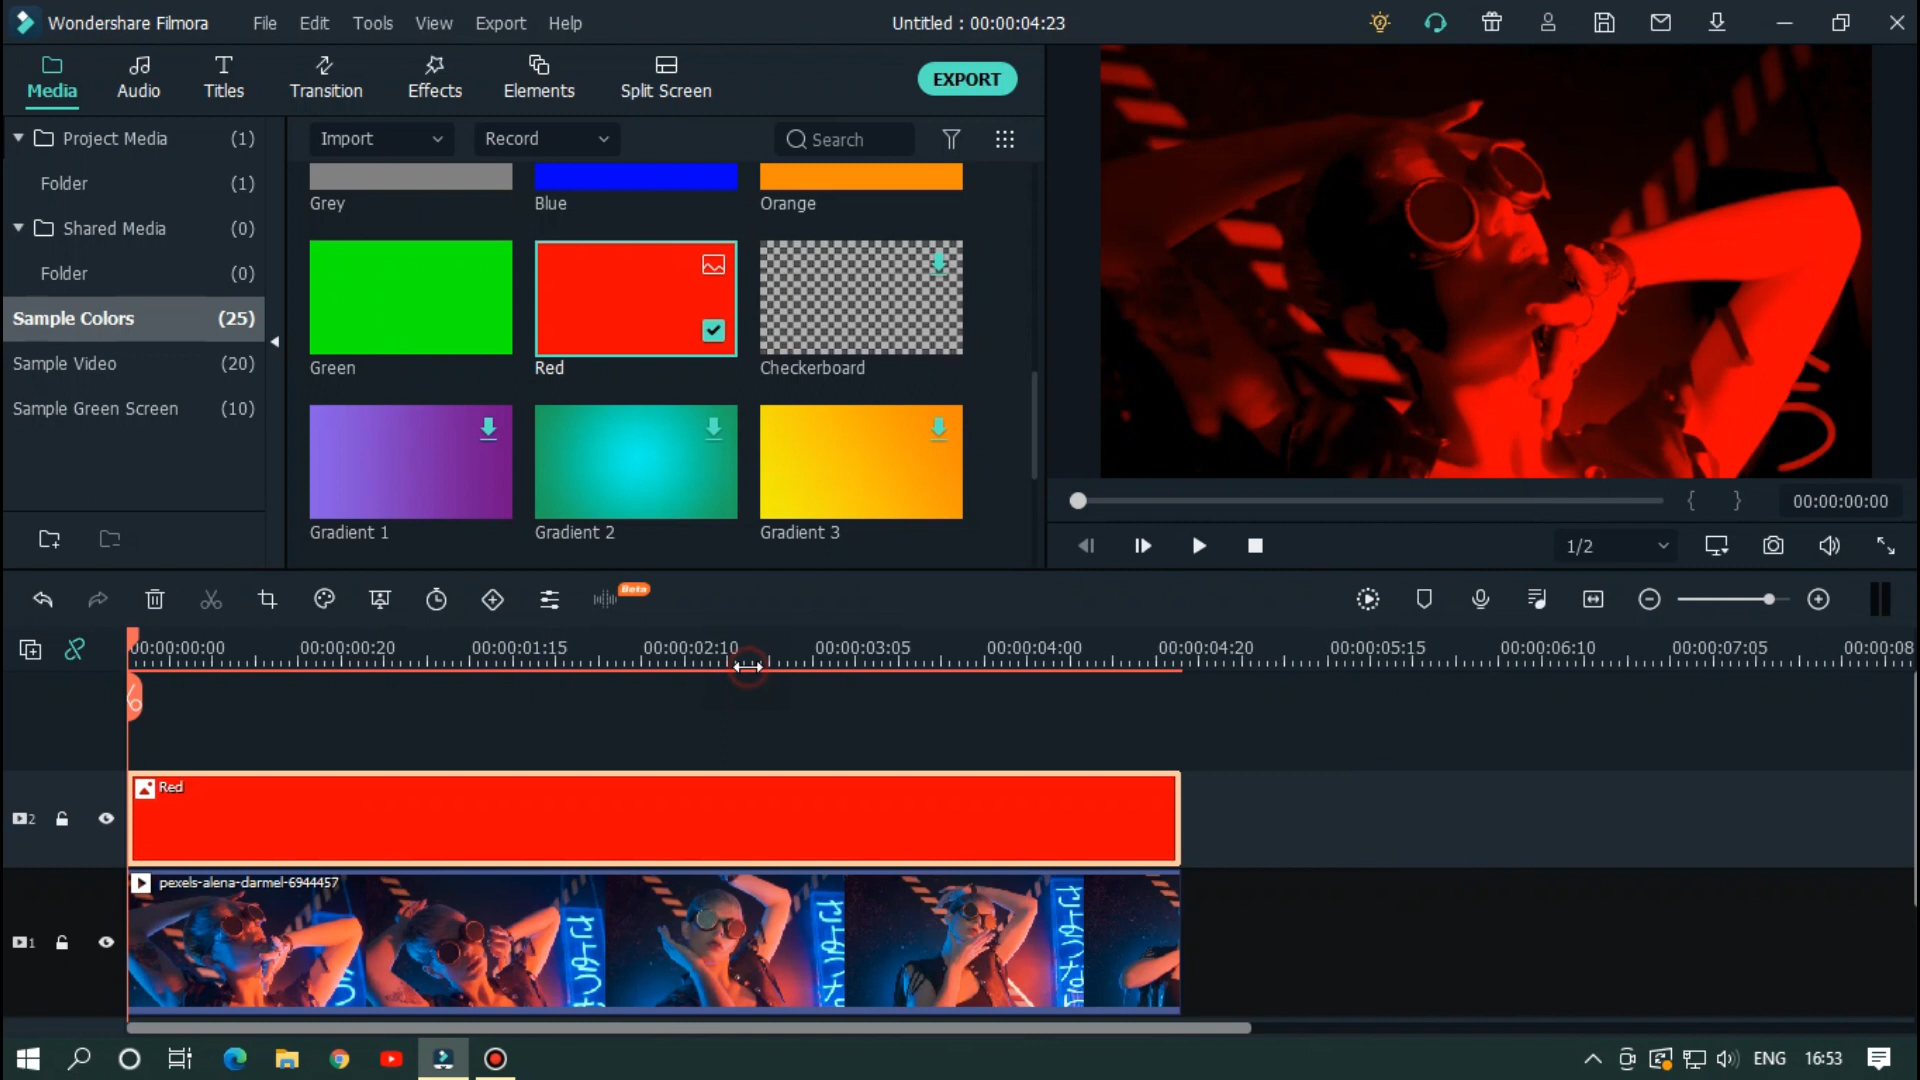 Wondershare Filmora File Edit Tools View Export Help Untitled : 00:00:04:23
Media Audio Titles Transition Effects Elements Split Screen EXPORT
Project Media (1)
Folder (1)
Shared Media (0)
Folder (0)
Sample Colors (25)
Sample Video (20)
Sample Green Screen (10)
Import Record Search
Grey Blue Orange
Green Red Checkerboard
Gradient 1 Gradient 2 Gradient 3
{ } 00:00:00:00
1/2
Beta
00:00:00:00 00:00:00:20 00:00:01:15 00:00:02:10 00:00:03:05 00:00:04:00 00:00:04:20 00:00:05:15 00:00:06:10 00:00:07:05 00:00:08
Red
2
pexels-alena-darmel-6944457
1
ENG 16:53